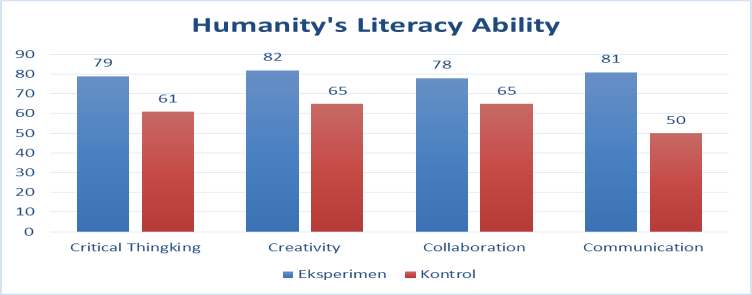 Humanity's Literacy Ability
90
80
70
60
50
40
30
20
10
0
79 61 82 65 78 65 81 50
Critical Thingking Creativity Collaboration Communication
Eksperimen Kontrol